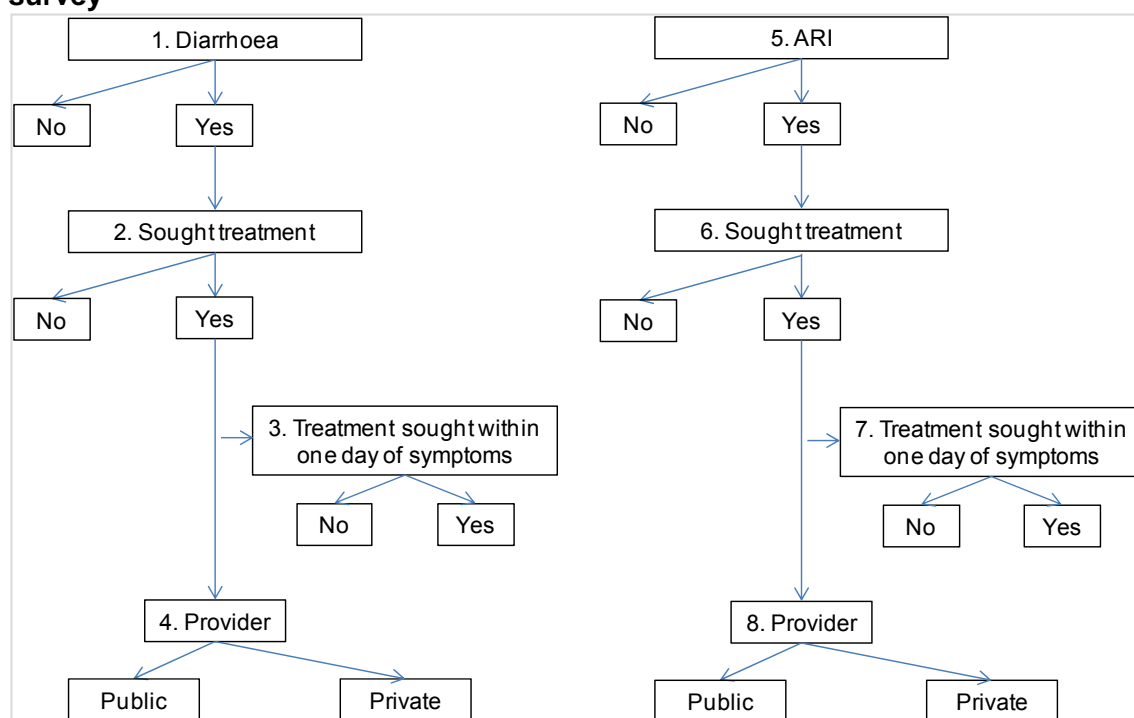 survey
1. Diarrhoea
No
Yes
2. Sought treatment
No
Yes
3. Treatment sought within
one day of symptoms
No
Yes
4. Provider
Public
Private
5. ARI
No
Yes
6. Sought treatment
No
Yes
7. Treatment sought within
one day of symptoms
No
Yes
8. Provider
Public
Private